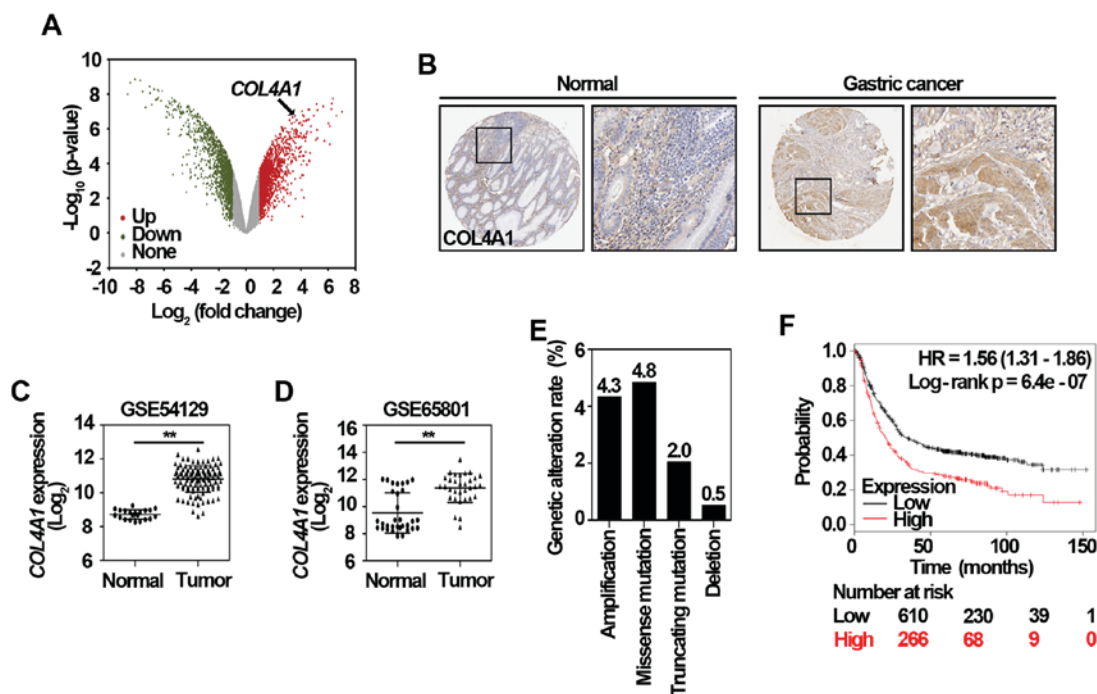 A
10
8
6
4
2
0
-2
-Log10 (p-value)
COL4A1
Up
Down
None
-10 -8 -6 -4 -2 0 2 4 6 8
Log2 (fold change)
B
Normal
Gastric cancer
COL4A1
C
GSE54129
**
COL4A1 expression
(Log2)
14
12
10
8
6
Normal Tumor
D
GSE65801
**
COL4A1 expression
(Log2)
16
14
12
10
8
6
Normal Tumor
E
Genetic alteration rate (%)
6
4
2
0
4.3
4.8
2.0
0.5
Amplification
Missense mutation
Truncating mutation
Deletion
F
HR = 1.56 (1.31 - 1.86)
Log-rank p = 6.4e - 07
Probability
1.0
0.8
0.6
0.4
0.2
0.0
Expression
Low
High
0 50 100 150
Time (months)
Number at risk
Low 610 230 39 1
High 266 68 9 0